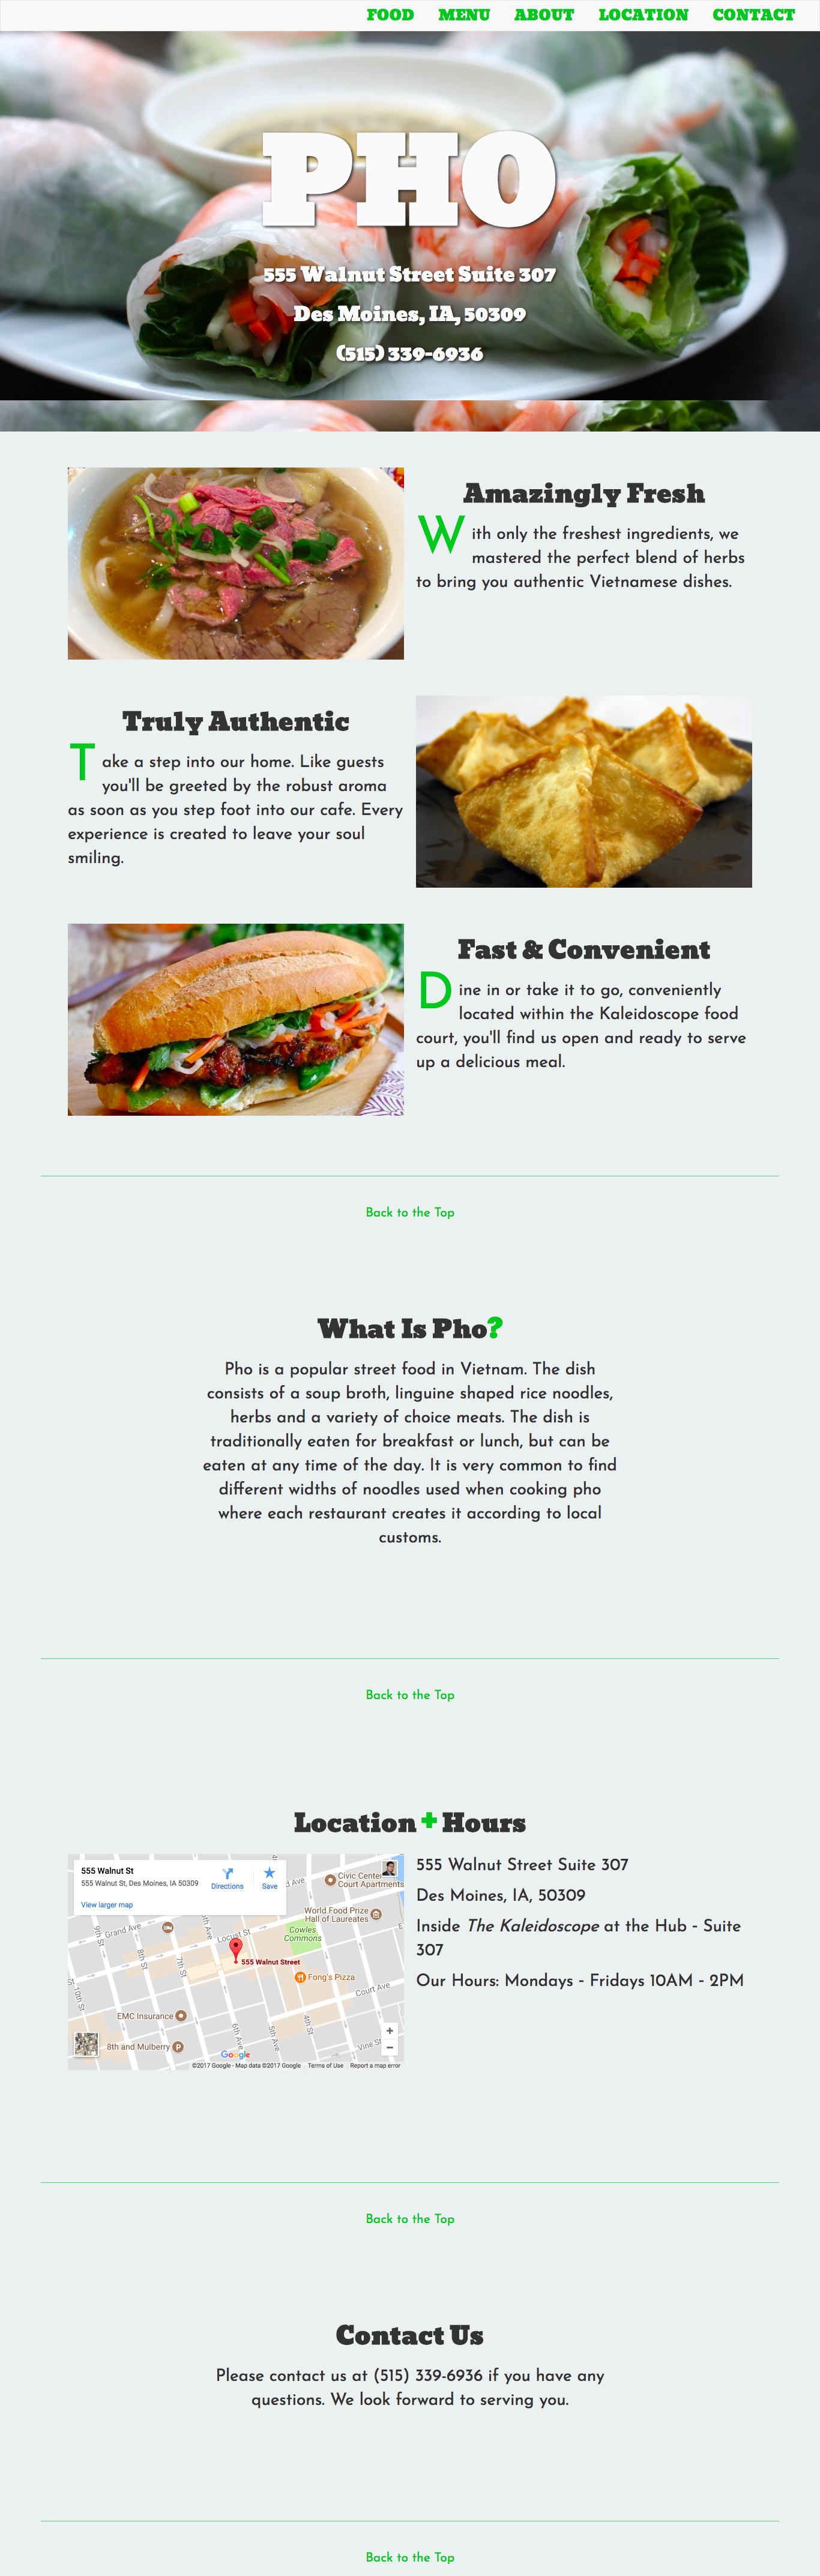 FOOD MENU ABOUT LOCATION CONTACT
PHO
555 Walnut Street Suite 307
Des Moines, IA, 50309
(515) 339-6936
Amazingly Fresh
With only the freshest ingredients, we
mastered the perfect blend of herbs
to bring you authentic Vietnamese dishes.
Truly Authentic
Take a step into our home. Like guests
you'll be greeted by the robust aroma
as soon as you step foot into our cafe. Every
experience is created to leave your soul
smiling.
Fast & Convenient
Dine in or take it to go, conveniently
located within the Kaleidoscope food
court, you'll find us open and ready to serve
up a delicious meal.
Back to the Top
What Is Pho?
Pho is a popular street food in Vietnam. The dish
consists of a soup broth, linguine shaped rice noodles,
herbs and a variety of choice meats. The dish is
traditionally eaten for breakfast or lunch, but can be
eaten at any time of the day. It is very common to find
different widths of noodles used when cooking pho
where each restaurant creates it according to local
customs.
Back to the Top
Location + Hours
555 Walnut St
555 Walnut St, Des Moines, IA 50309
Directions
Save
View larger map
Civic Center
Court Apartments
World Food Prize
Hall of Laureates
Cowles
Commons
Grand Ave
Locust St
9th St
8th St
7th St
5th Ave
555 Walnut Street
Fong's Pizza
Court Ave
10th St
EMC Insurance
6th Ave
5th Ave
4th St
8th and Mulberry
Vine St
Google
©2017 Google - Map data ©2017 Google Terms of Use Report a map error
555 Walnut Street Suite 307
Des Moines, IA, 50309
Inside The Kaleidoscope at the Hub - Suite
307
Our Hours: Mondays - Fridays 10AM - 2PM
Back to the Top
Contact Us
Please contact us at (515) 339-6936 if you have any
questions. We look forward to serving you.
Back to the Top